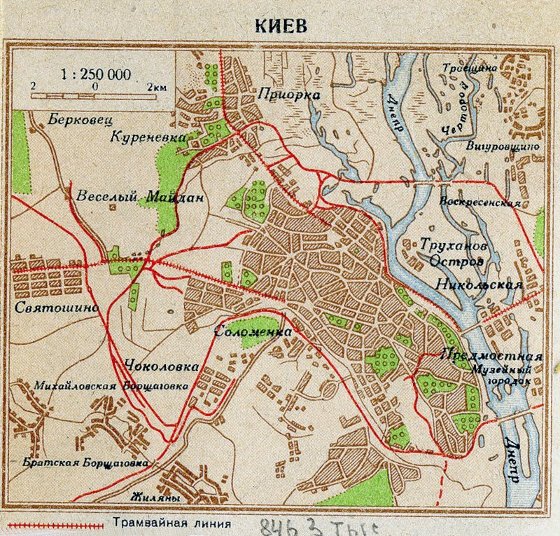 КИЕВ
1 : 250 000
2 0 2км
Троещино
Приорка
Днепр
Черторой
Берковец
Куреневка
Вигуровщино
Веселый Майдан
Воскресенская
Труханов
Остров
Никольская
Святошино
Соломенка
Чоколовка
Предмостная
Музейный
городок
Михайловская Борщаговка
Братская Борщаговка
Жиляны
Днепр
Трамвайная линия
846 3 тыс